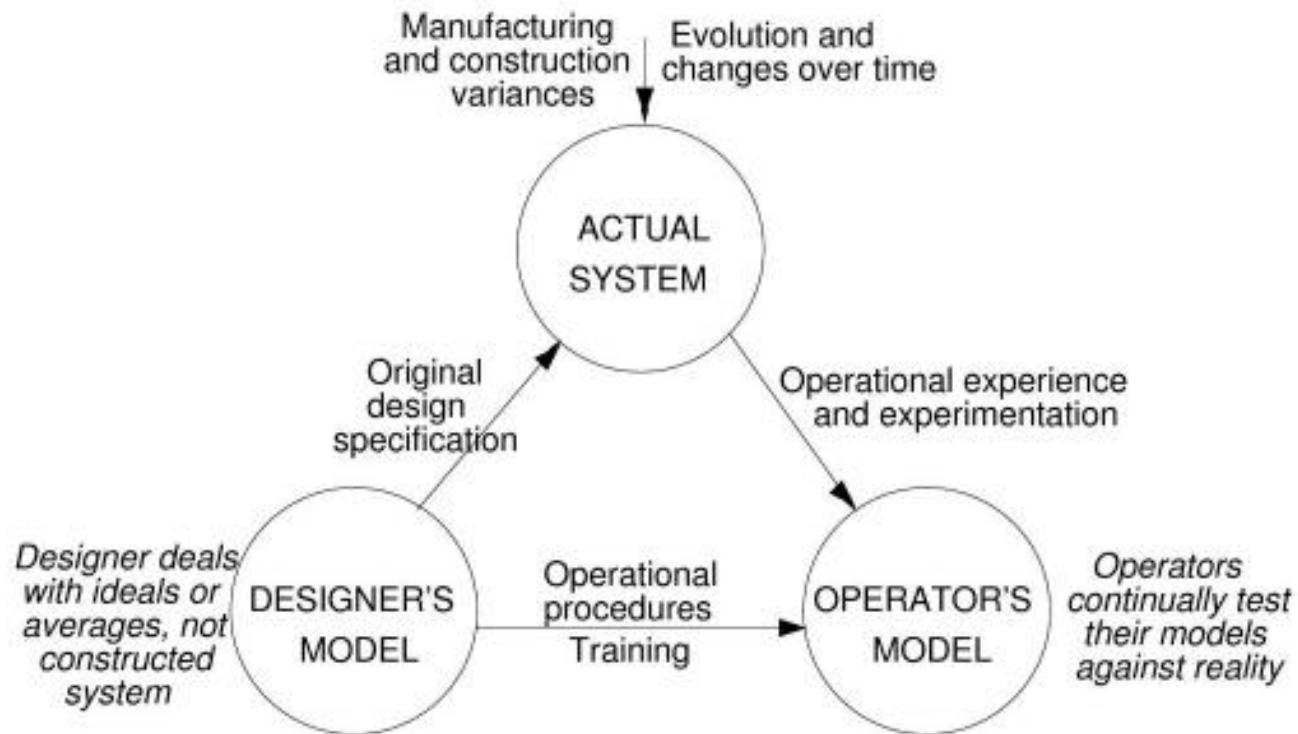 Manufacturing
and construction
variances
Evolution and
changes over time
ACTUAL
SYSTEM
Original
design
specification
Operational experience
and experimentation
Designer deals
with ideals or
averages, not
constructed
system
DESIGNER'S
MODEL
Operational
procedures
Training
OPERATOR'S
MODEL
Operators
continually test
their models
against reality